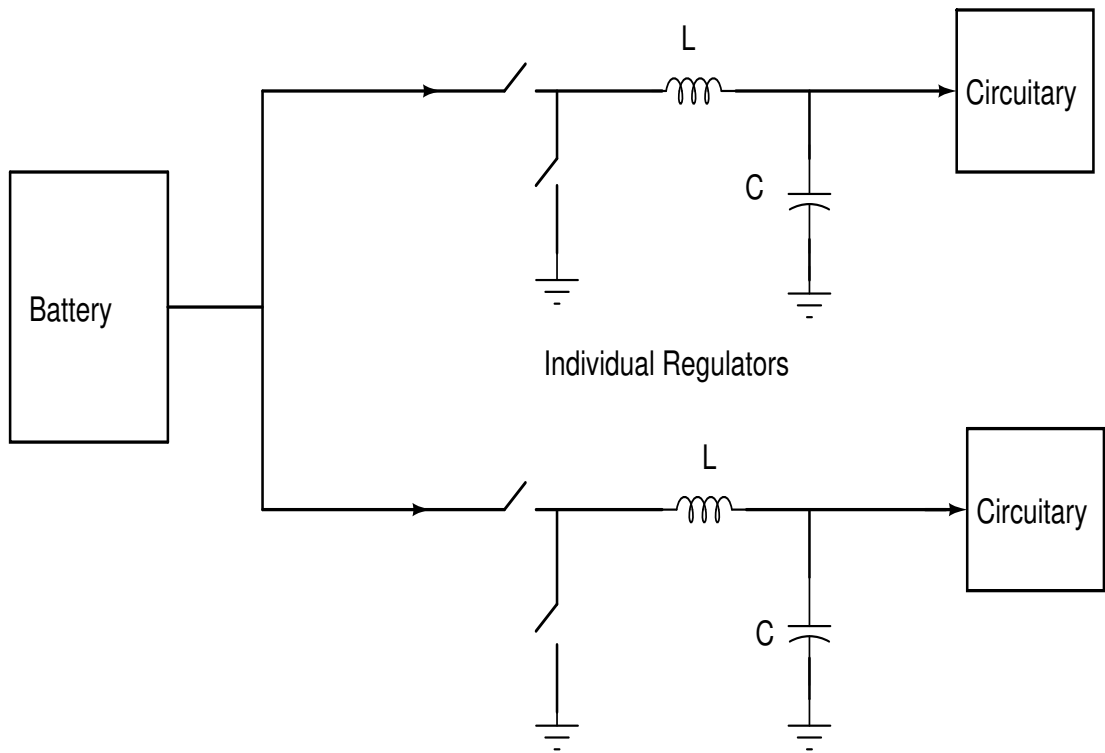 L
Circuitary
C
Battery
Individual Regulators
L
Circuitary
C